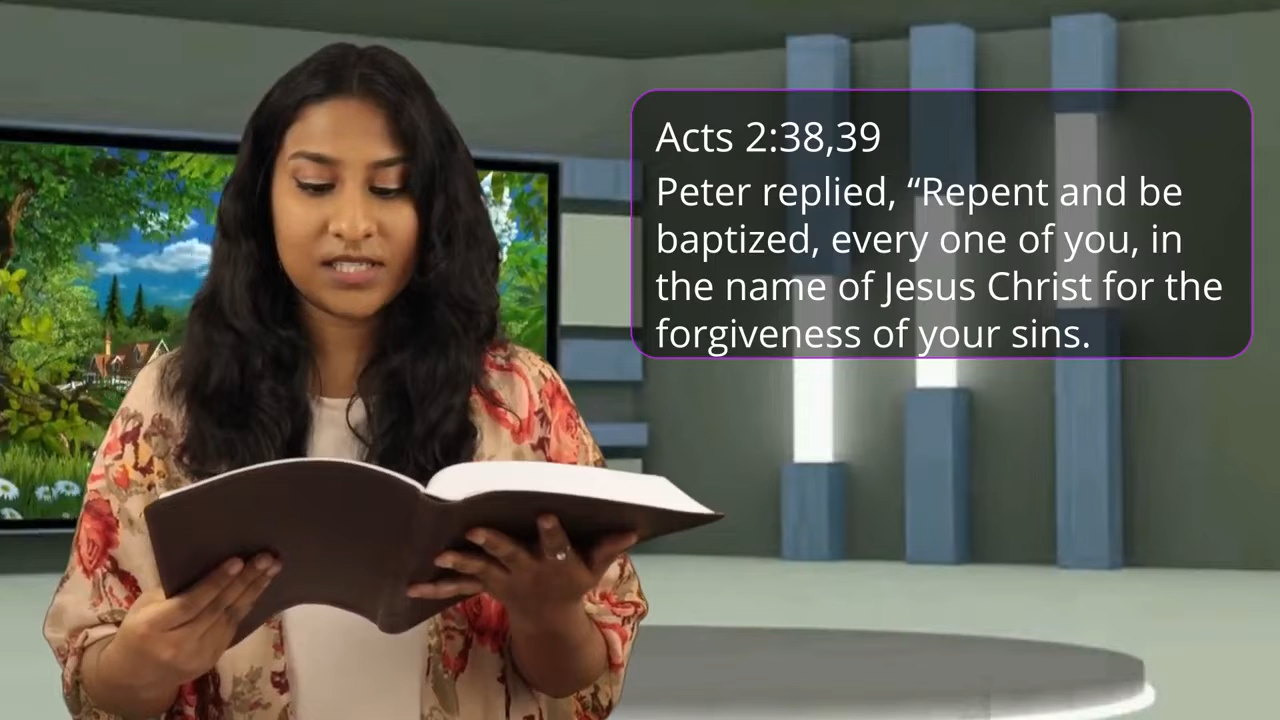 Acts 2:38,39
Peter replied, “Repent and be
baptized, every one of you, in
the name of Jesus Christ for the
forgiveness of your sins.